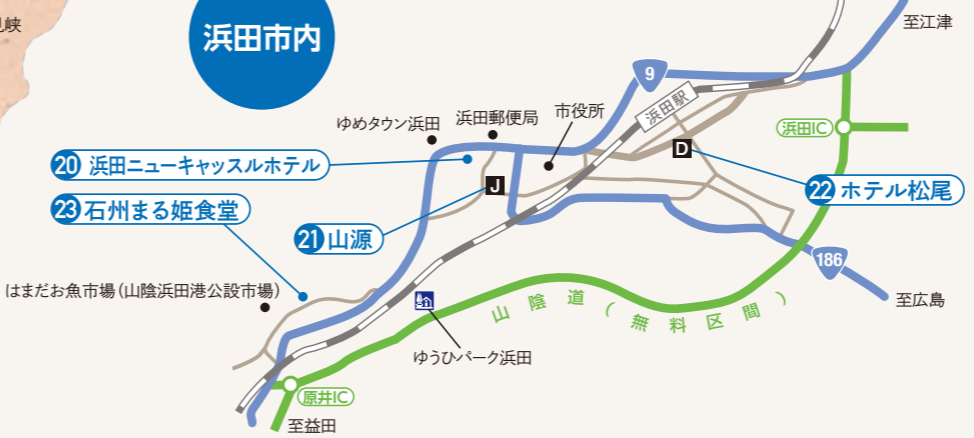 見峡
浜田市内
至江津
9
浜田駅
市役所
浜田郵便局
ゆめタウン浜田
浜田IC
20 浜田ニューキャッスルホテル
D
J
22 ホテル松尾
23 石州まる姫食堂
21 山源
186
はまだお魚市場(山陰浜田港公設市場)
至広島
山陰道(無料区間)
ゆうひパーク浜田
原井IC
至益田